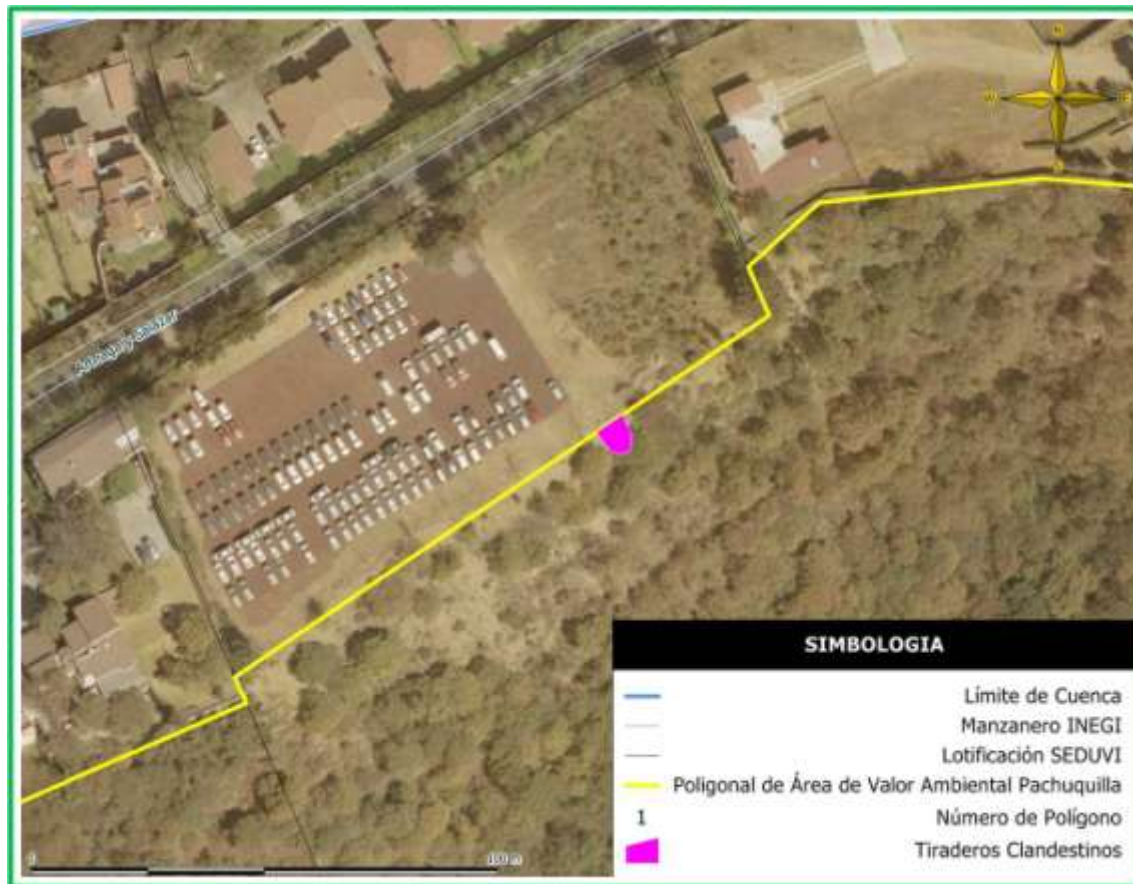 N
W
SIMBOLOGIA
Límite de Cuenca
Manzanero INEGI
Lotificación SEDUVI
Poligonal de Área de Valor Ambiental Pachuquilla
1 Número de Polígono
Tiraderos Clandestinos